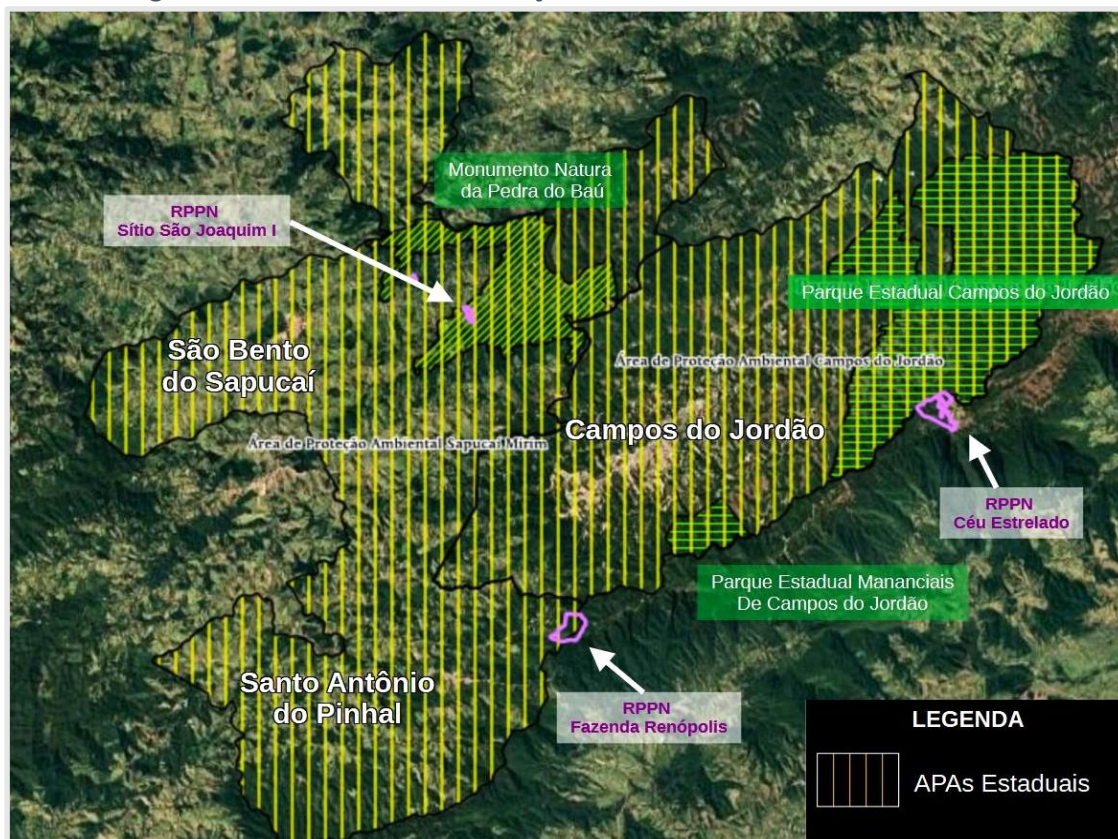 Monumento Natura
da Pedra do Baú
RPPN
Sítio São Joaquim I
Parque Estadual Campos do Jordão
São Bento
do Sapucaí
Área de Proteção Ambiental Campos do Jordão
Área de Proteção Ambiental Sapucaí Mirim
Campos do Jordão
RPPN
Céu Estrelado
Parque Estadual Mananciais
De Campos do Jordão
Santo Antônio
do Pinhal
RPPN
Fazenda Renópolis
LEGENDA
APAs Estaduais